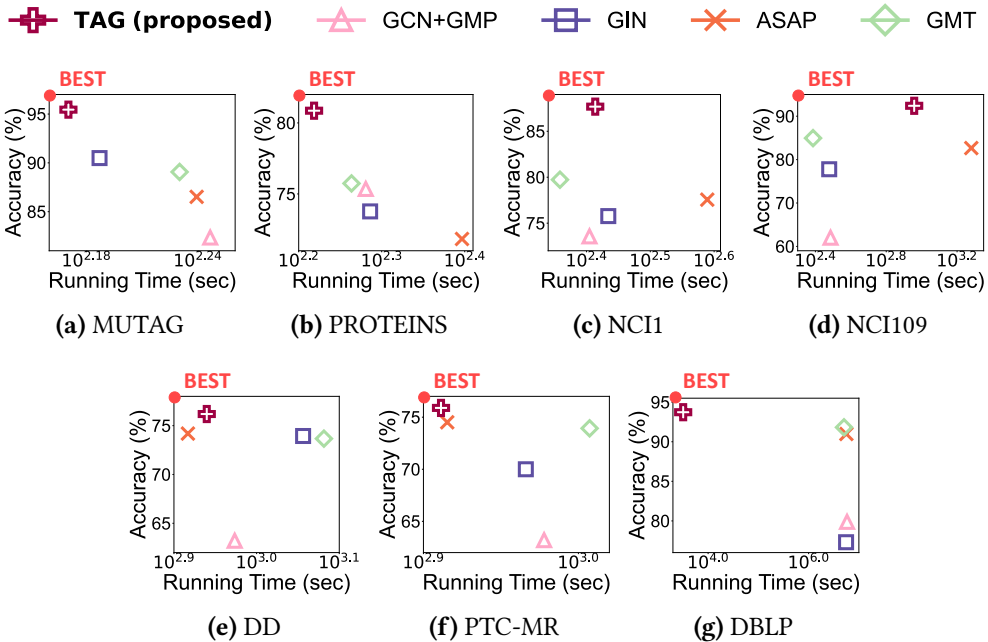 TAG (proposed) GCN+GMP GIN ASAP GMT
BEST BEST BEST BEST
Accuracy (%)
95
90
85
10^2.18 10^2.24
Running Time (sec)
(a) MUTAG
Accuracy (%)
80
75
10^2.2 10^2.3 10^2.4
Running Time (sec)
(b) PROTEINS
Accuracy (%)
85
80
75
10^2.4 10^2.5 10^2.6
Running Time (sec)
(c) NCI1
Accuracy (%)
90
80
70
60
10^2.4 10^2.8 10^3.2
Running Time (sec)
(d) NCI109
BEST BEST BEST
Accuracy (%)
75
70
65
10^2.9 10^3.0 10^3.1
Running Time (sec)
(e) DD
Accuracy (%)
75
70
65
10^2.9 10^3.0
Running Time (sec)
(f) PTC-MR
Accuracy (%)
95
90
85
80
10^4.0 10^6.0
Running Time (sec)
(g) DBLP